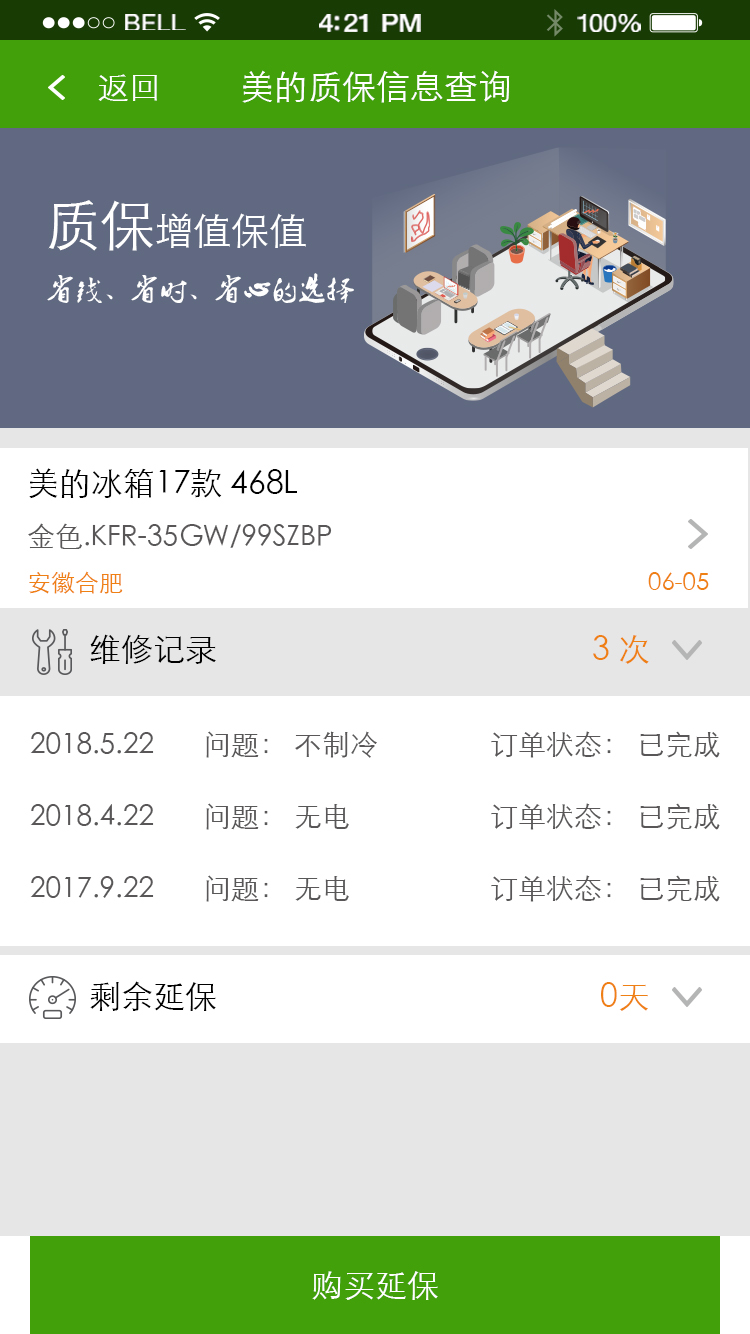 BELL 4:21 PM 100%
返回 美的质保信息查询
质保增值保值
省钱、省时、省心的选择
美的冰箱17款 468L
金色.KFR-35GW/99SZBP
安徽合肥 06-05
维修记录 3 次
2018.5.22 问题： 不制冷 订单状态： 已完成
2018.4.22 问题： 无电 订单状态： 已完成
2017.9.22 问题： 无电 订单状态： 已完成
剩余延保 0天
购买延保